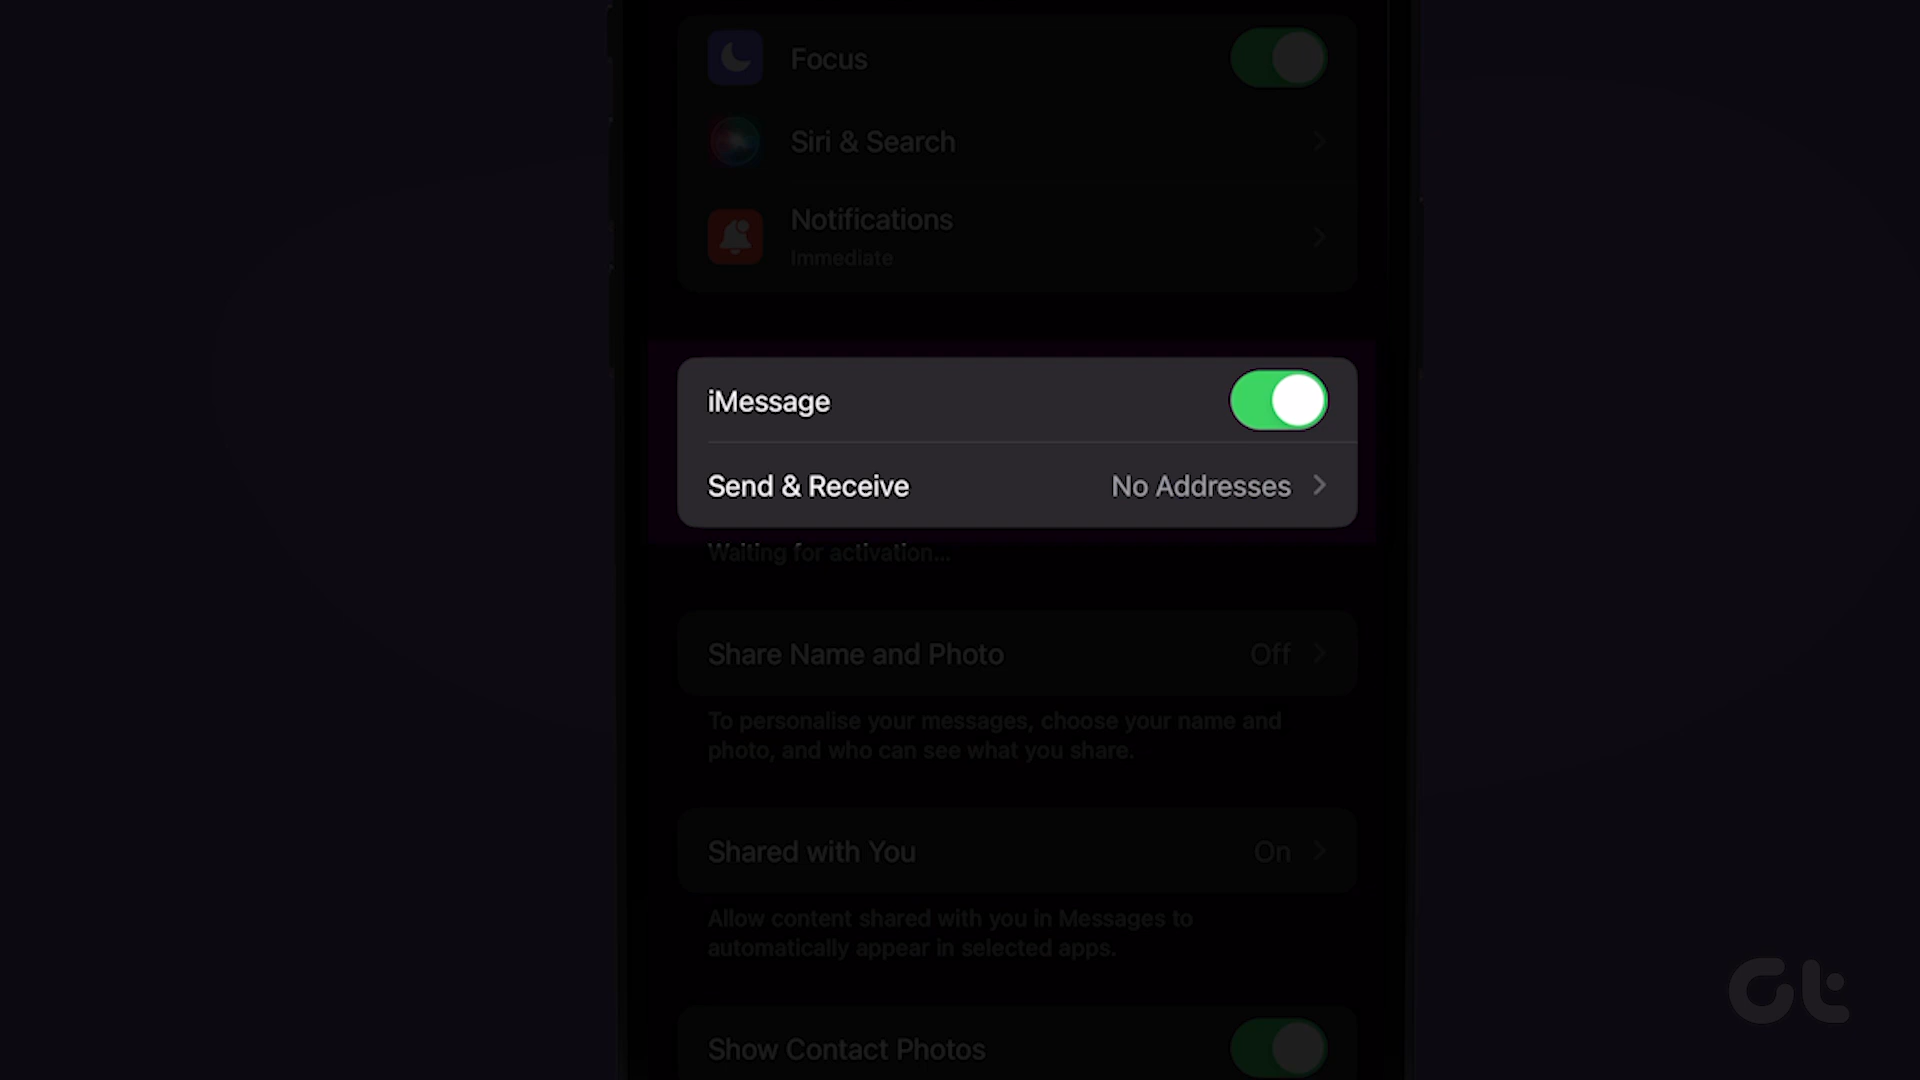 Focus
Siri & Search
Notifications
Immediate
iMessage
Send & Receive No Addresses
Waiting for activation...
Share Name and Photo Off
To personalise your messages, choose your name and
photo, and who can see what you share.
Shared with You On
Allow content shared with you in Messages to
automatically appear in selected apps.
Show Contact Photos
Gt